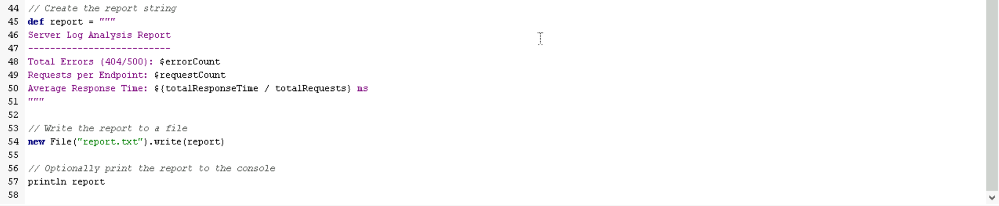 44 // Create the report string
45 def report = """
46 Server Log Analysis Report
47 --------------------------
48 Total Errors (404/500): $errorCount
49 Requests per Endpoint: $requestCount
50 Average Response Time: ${totalResponseTime / totalRequests} ms
51 """
52
53 // Write the report to a file
54 new File("report.txt").write(report)
55
56 // Optionally print the report to the console
57 println report
58